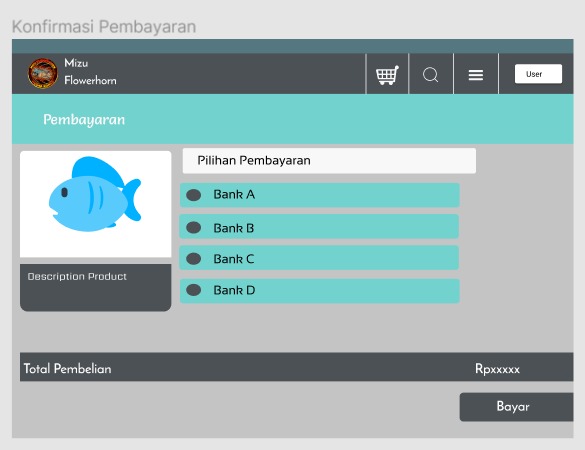 Konfirmasi Pembayaran
Mizu
Flowerhorn
User
Pembayaran
Pilihan Pembayaran
Bank A
Bank B
Bank C
Bank D
Description Product
Total Pembelian
Rpxxxxx
Bayar